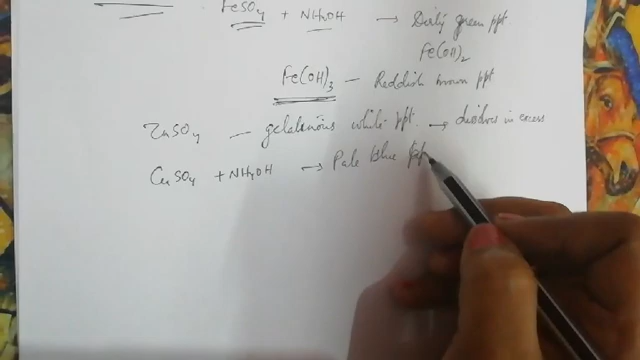 FeSO4 + NH4OH → Dirty green ppt
Fe(OH)2
Fe(OH)3 — Reddish brown ppt
ZnSO4 — gelatinous white ppt. → dissolves in excess
CuSO4 + NH4OH → Pale Blue pp